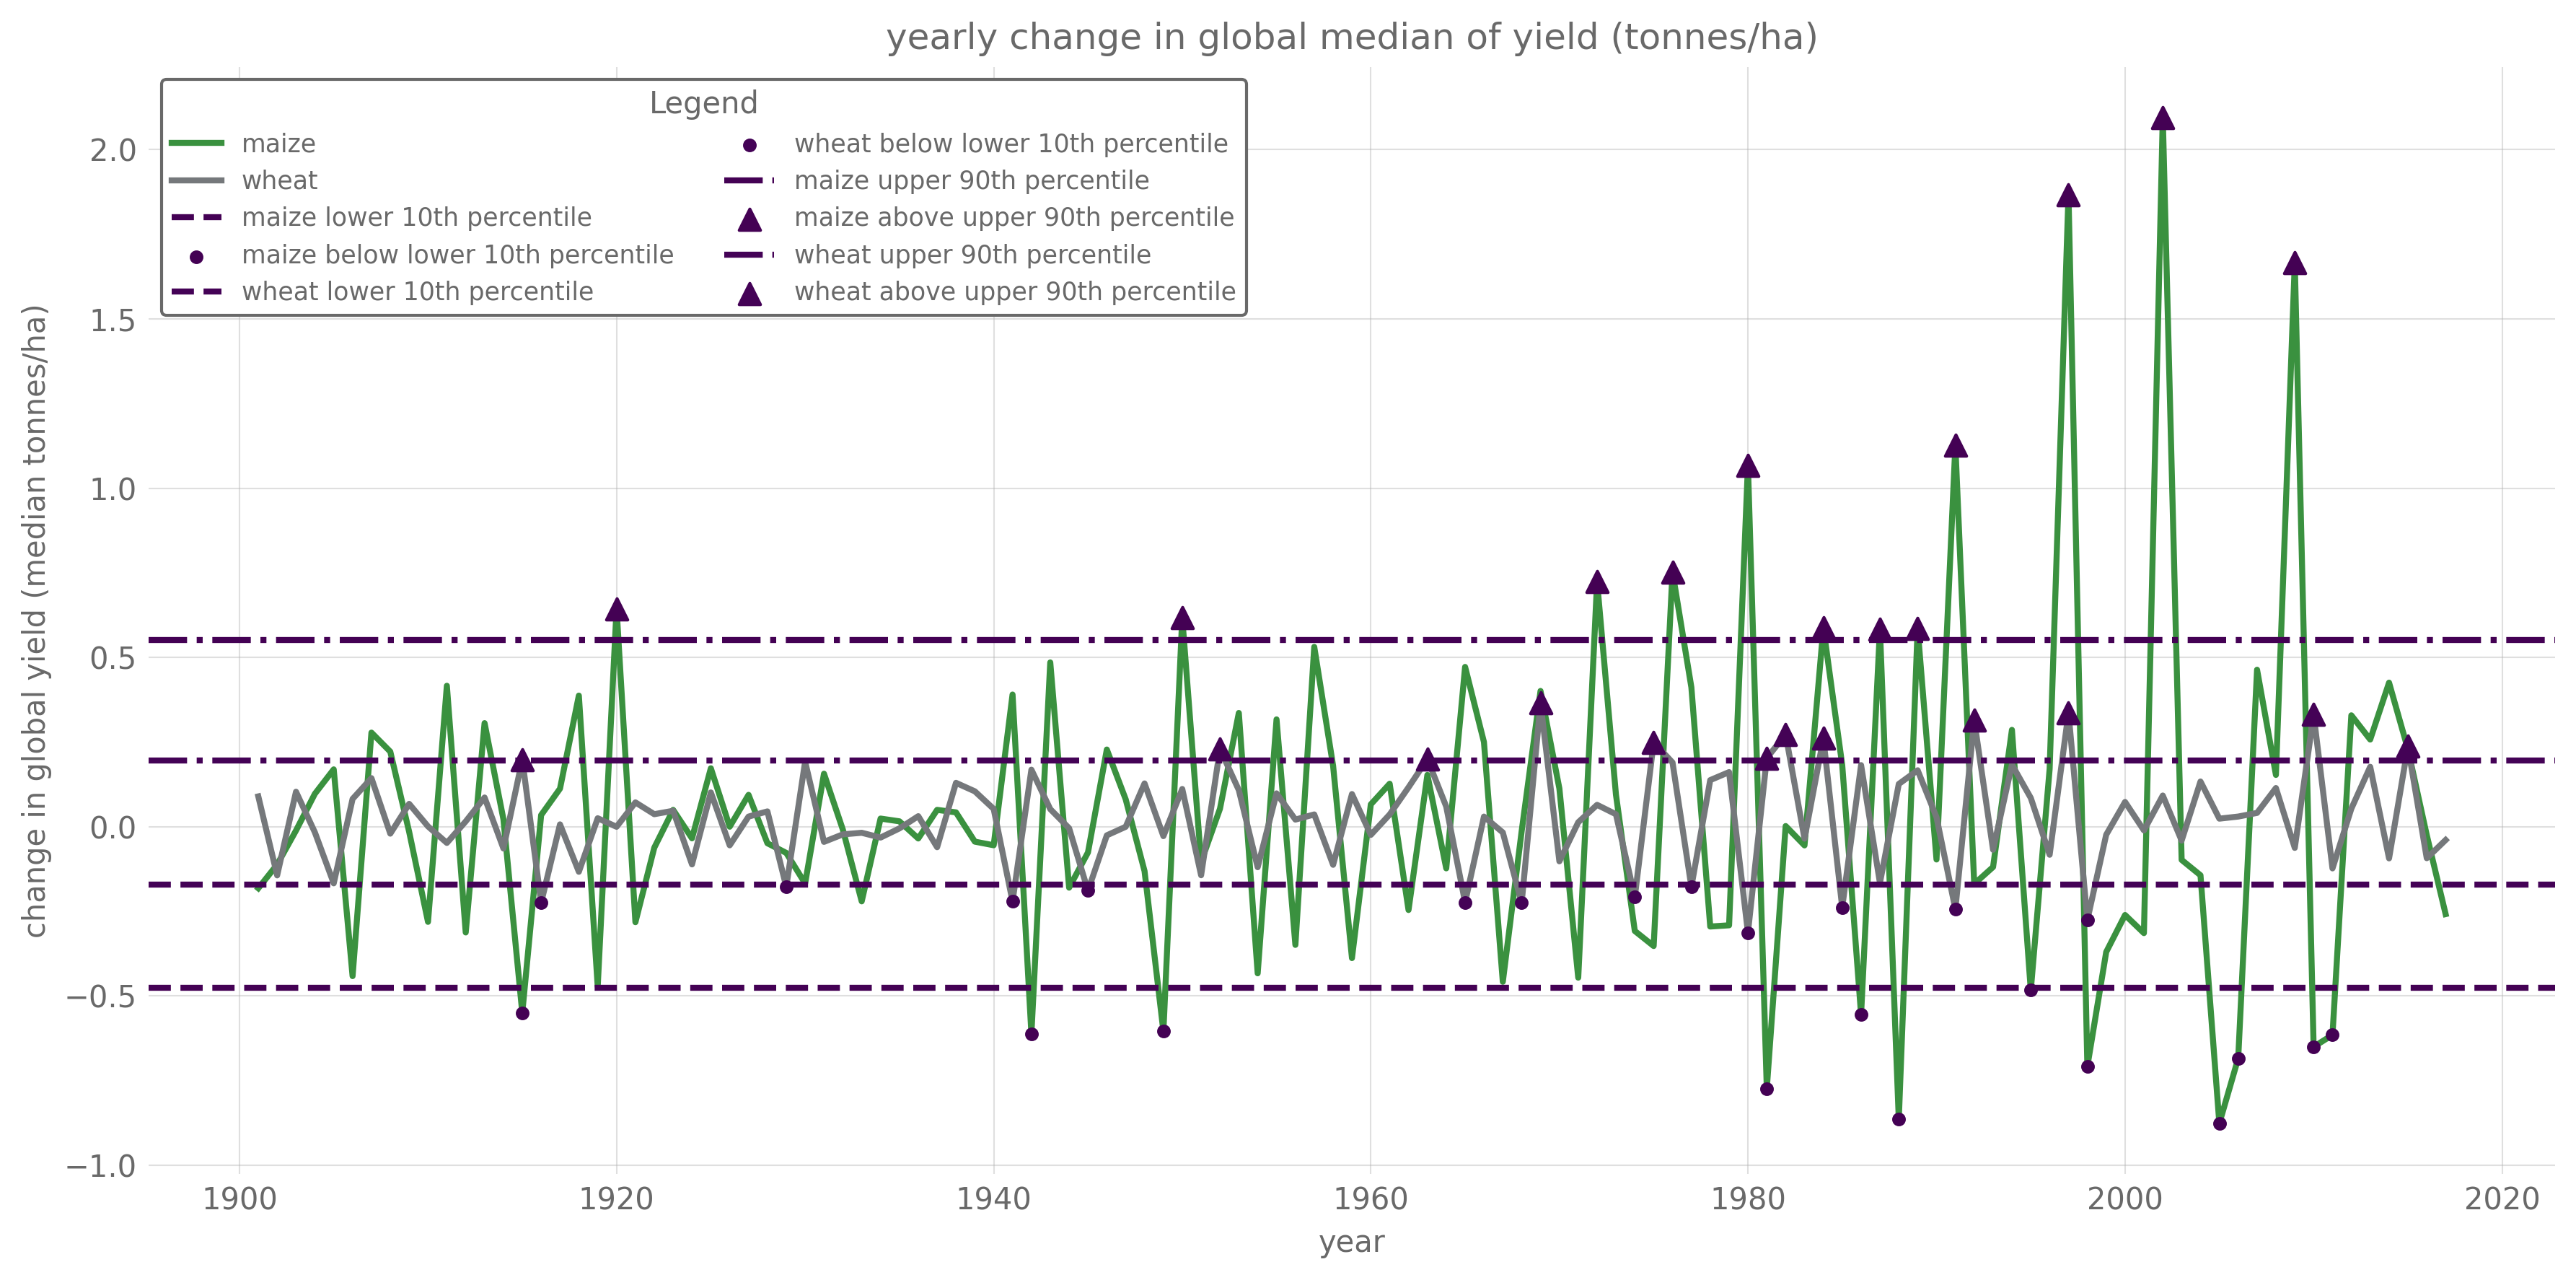 yearly change in global median of yield (tonnes/ha)
Legend
maize
wheat
maize lower 10th percentile
maize below lower 10th percentile
wheat lower 10th percentile
wheat below lower 10th percentile
maize upper 90th percentile
maize above upper 90th percentile
wheat upper 90th percentile
wheat above upper 90th percentile
change in global yield (median tonnes/ha)
2.0
1.5
1.0
0.5
0.0
−0.5
−1.0
1900 1920 1940 1960 1980 2000 2020
year